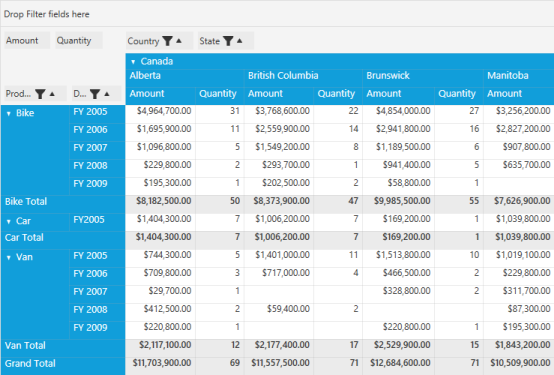 Drop Filter fields here
Amount Quantity Country State
Canada
Alberta British Columbia Brunswick Manitoba
Prod... D... Amount Quantity Amount Quantity Amount Quantity Amount
Bike FY 2005 $4,964,700.00 31 $3,768,600.00 22 $4,854,000.00 27 $3,256,200.00
FY 2006 $1,695,900.00 11 $2,559,900.00 14 $2,941,800.00 16 $2,827,200.00
FY 2007 $1,096,800.00 5 $1,549,200.00 8 $1,189,500.00 6 $907,800.00
FY 2008 $229,800.00 2 $293,700.00 1 $941,400.00 5 $635,700.00
FY 2009 $195,300.00 1 $202,500.00 2 $58,800.00 1
Bike Total $8,182,500.00 50 $8,373,900.00 47 $9,985,500.00 55 $7,626,900.00
Car FY2005 $1,404,300.00 7 $1,006,200.00 7 $169,200.00 1 $1,039,800.00
Car Total $1,404,300.00 7 $1,006,200.00 7 $169,200.00 1 $1,039,800.00
Van FY 2005 $744,300.00 5 $1,401,000.00 11 $1,513,800.00 10 $1,019,100.00
FY 2006 $709,800.00 3 $717,000.00 4 $466,500.00 2 $229,800.00
FY 2007 $29,700.00 1 $328,800.00 2 $311,700.00
FY 2008 $412,500.00 2 $59,400.00 2 $87,300.00
FY 2009 $220,800.00 1 $220,800.00 1 $195,300.00
Van Total $2,117,100.00 12 $2,177,400.00 17 $2,529,900.00 15 $1,843,200.00
Grand Total $11,703,900.00 69 $11,557,500.00 71 $12,684,600.00 71 $10,509,900.00